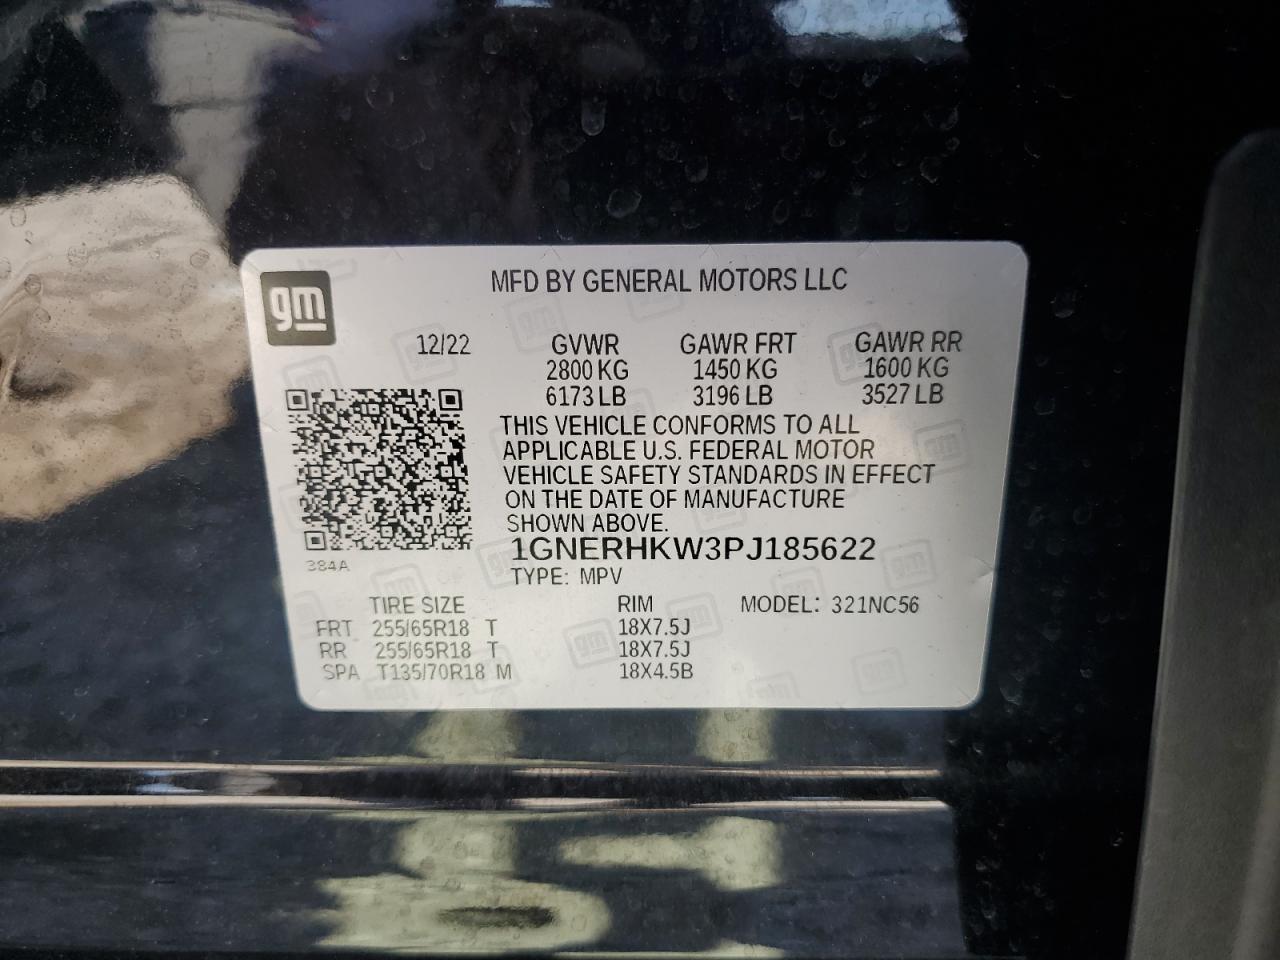 gm
MFD BY GENERAL MOTORS LLC
12/22 GVWR GAWR FRT GAWR RR
2800 KG 1450 KG 1600 KG
6173 LB 3196 LB 3527 LB
THIS VEHICLE CONFORMS TO ALL
APPLICABLE U.S. FEDERAL MOTOR
VEHICLE SAFETY STANDARDS IN EFFECT
ON THE DATE OF MANUFACTURE
SHOWN ABOVE.
1GNERHKW3PJ185622
384A
TYPE: MPV
TIRE SIZE RIM MODEL: 321NC56
FRT 255/65R18 T 18X7.5J
RR 255/65R18 T 18X7.5J
SPA T135/70R18 M 18X4.5B